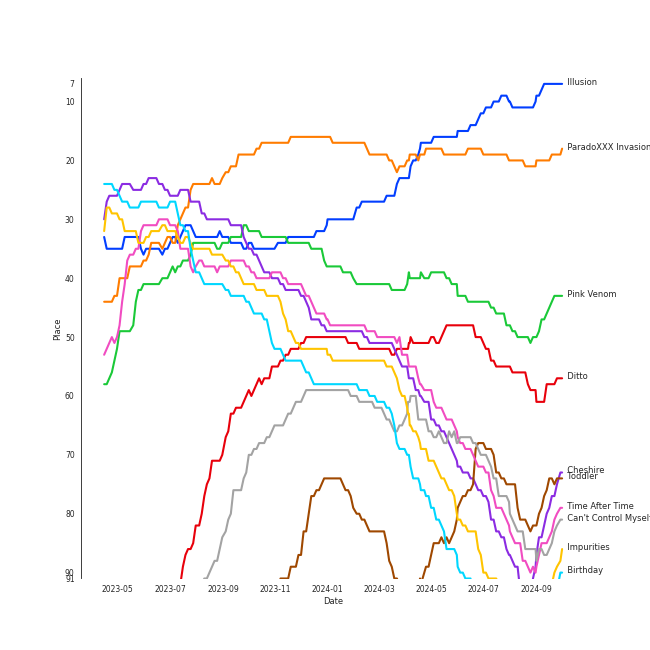 7
10
20
30
40
50
60
70
80
90
91
Place
Illusion
ParadoXXX Invasion
Pink Venom
Ditto
Cheshire
Toddler
Time After Time
Can't Control Mysel
Impurities
Birthday
2023-05
2023-07
2023-09
2023-11
2024-01
2024-03
2024-05
2024-07
2024-09
Date